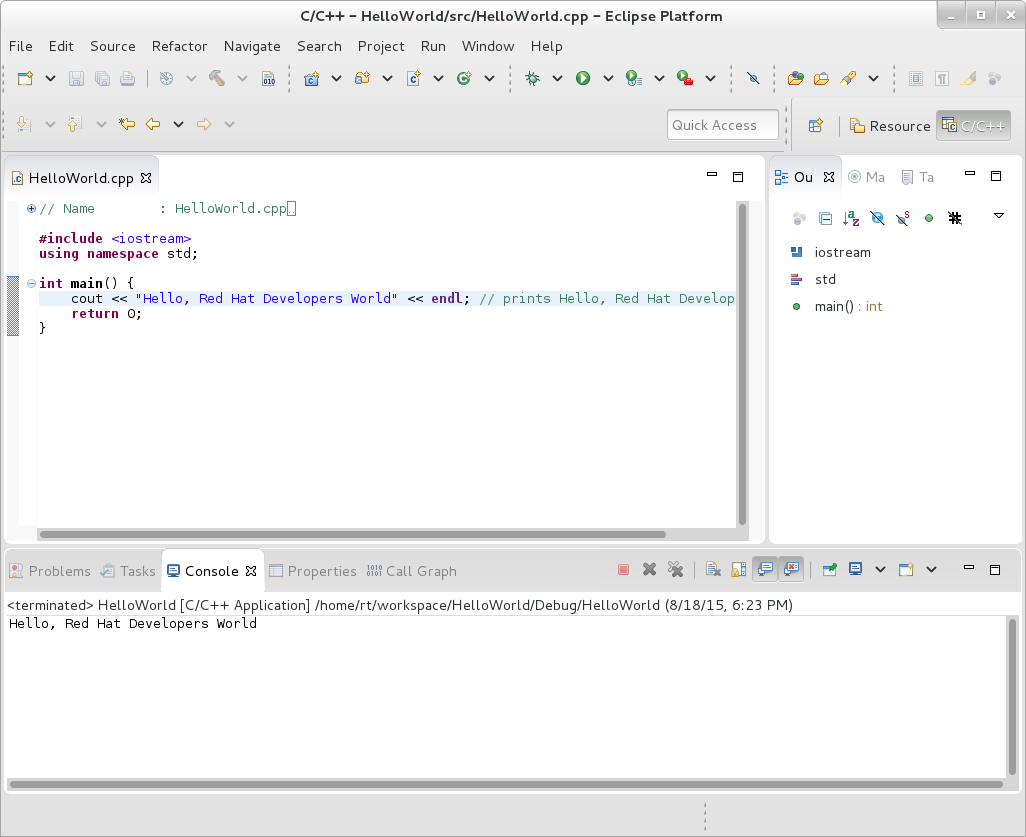 C/C++ – HelloWorld/src/HelloWorld.cpp – Eclipse Platform
File Edit Source Refactor Navigate Search Project Run Window Help
010
Quick Access Resource C/C++
HelloWorld.cpp Ou Ma Ta
// Name        : HelloWorld.cpp
#include <iostream>
using namespace std;
int main() {
    cout << "Hello, Red Hat Developers World" << endl; // prints Hello, Red Hat Develop
    return 0;
}
iostream
std
main() : int
Problems Tasks Console Properties Call Graph
<terminated> HelloWorld [C/C++ Application] /home/rt/workspace/HelloWorld/Debug/HelloWorld (8/18/15, 6:23 PM)
Hello, Red Hat Developers World